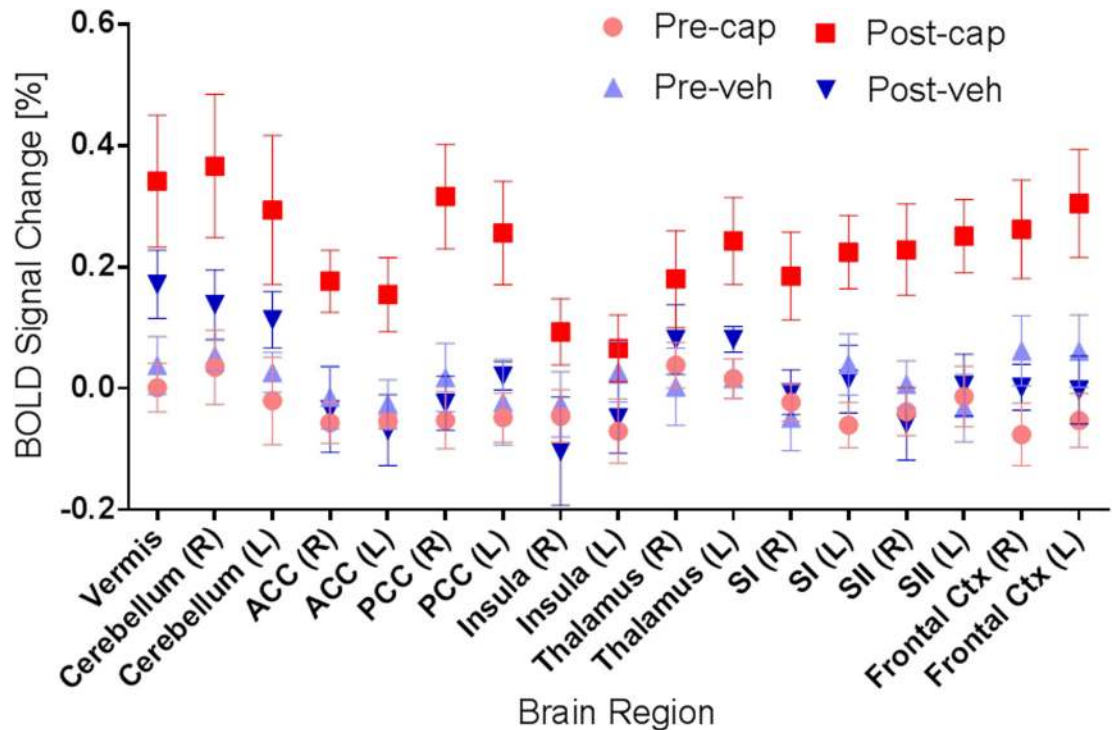 0.6
0.4
0.2
0.0
-0.2
BOLD Signal Change [%]
Pre-cap
Post-cap
Pre-veh
Post-veh
Vermis
Cerebellum (R)
Cerebellum (L)
ACC (R)
ACC (L)
PCC (R)
PCC (L)
Insula (R)
Insula (L)
Thalamus (R)
Thalamus (L)
SI (R)
SI (L)
SII (R)
SII (L)
Frontal Ctx (R)
Frontal Ctx (L)
Brain Region